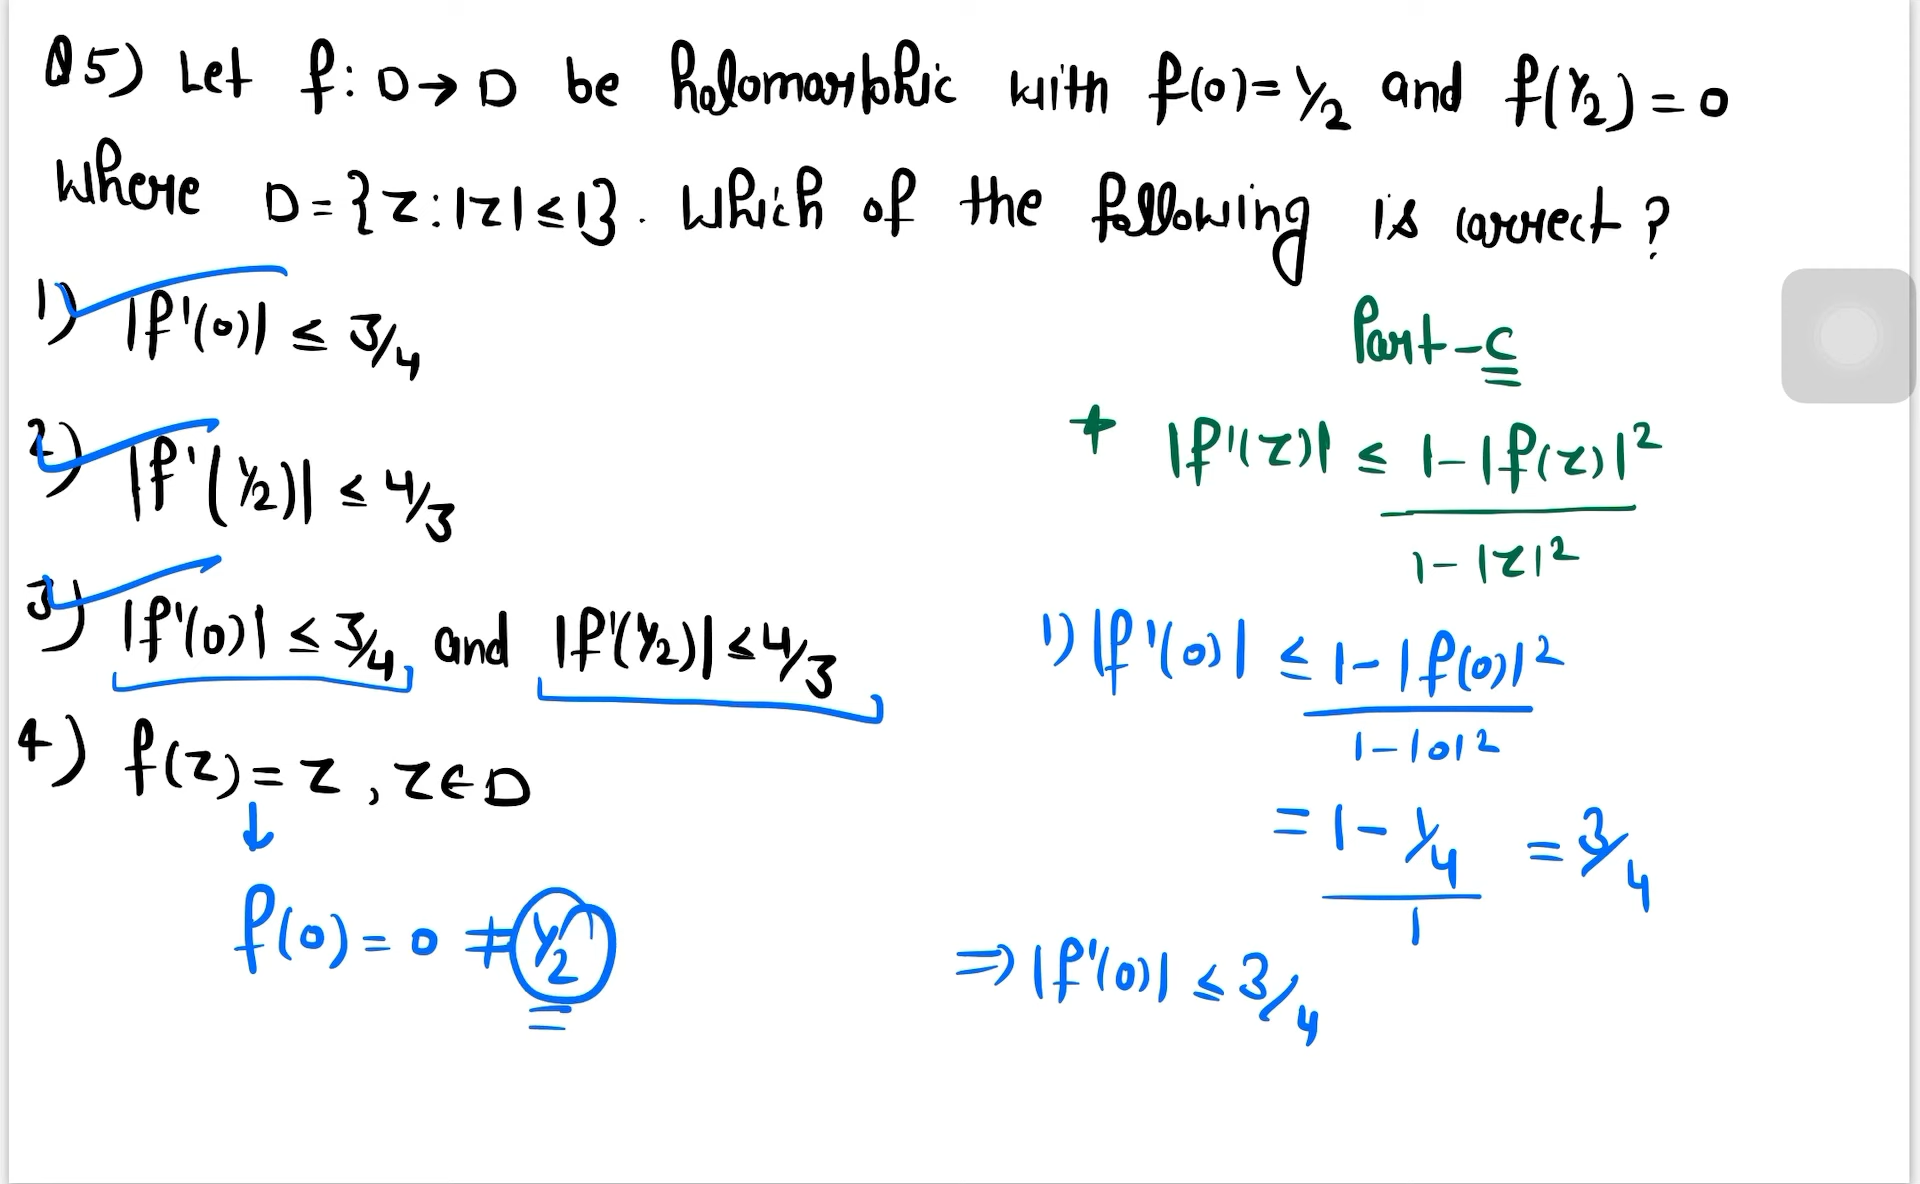 Q5) Let f: D→D be holomorphic with f(0)=1/2 and f(1/2)=0
where D={z:|z|≤1}. Which of the following is correct?
1) |f'(0)| ≤ 3/4
2) |f'(1/2)| ≤ 4/3
3) |f'(0)| ≤ 3/4, and |f'(1/2)| ≤ 4/3
4) f(z)=z, z∈D
↓
f(0)=0 ≠ 1/2
Part-C
+ |f'(z)| ≤ 1-|f(z)|²
1-|z|²
1) |f'(0)| ≤ 1-|f(0)|²
1-|0|²
= 1-1/4 = 3/4
1
⇒ |f'(0)| ≤ 3/4